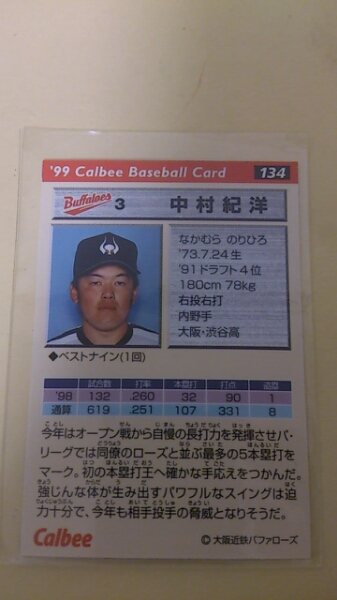 '99 Calbee Baseball Card 134
Buffaloes 3 中村紀洋
なかむら のりひろ
'73.7.24生
'91ドラフト4位
180cm 78kg
右投右打
内野手
大阪・渋谷高
◆ベストナイン(1回)
試合数 打率 本塁打 打点 盗塁
'98 132 .260 32 90 1
通算 619 .251 107 331 8
今年はオープン戦から自慢の長打力を発揮させパ・
リーグでは同僚のローズと並ぶ最多の5本塁打を
マーク。初の本塁打王へ確かな手応えをつかんだ。
強じんな体が生み出すパワフルなスイングは迫
力十分で、今年も相手投手の脅威となりそうだ。
Calbee
©大阪近鉄バファローズ